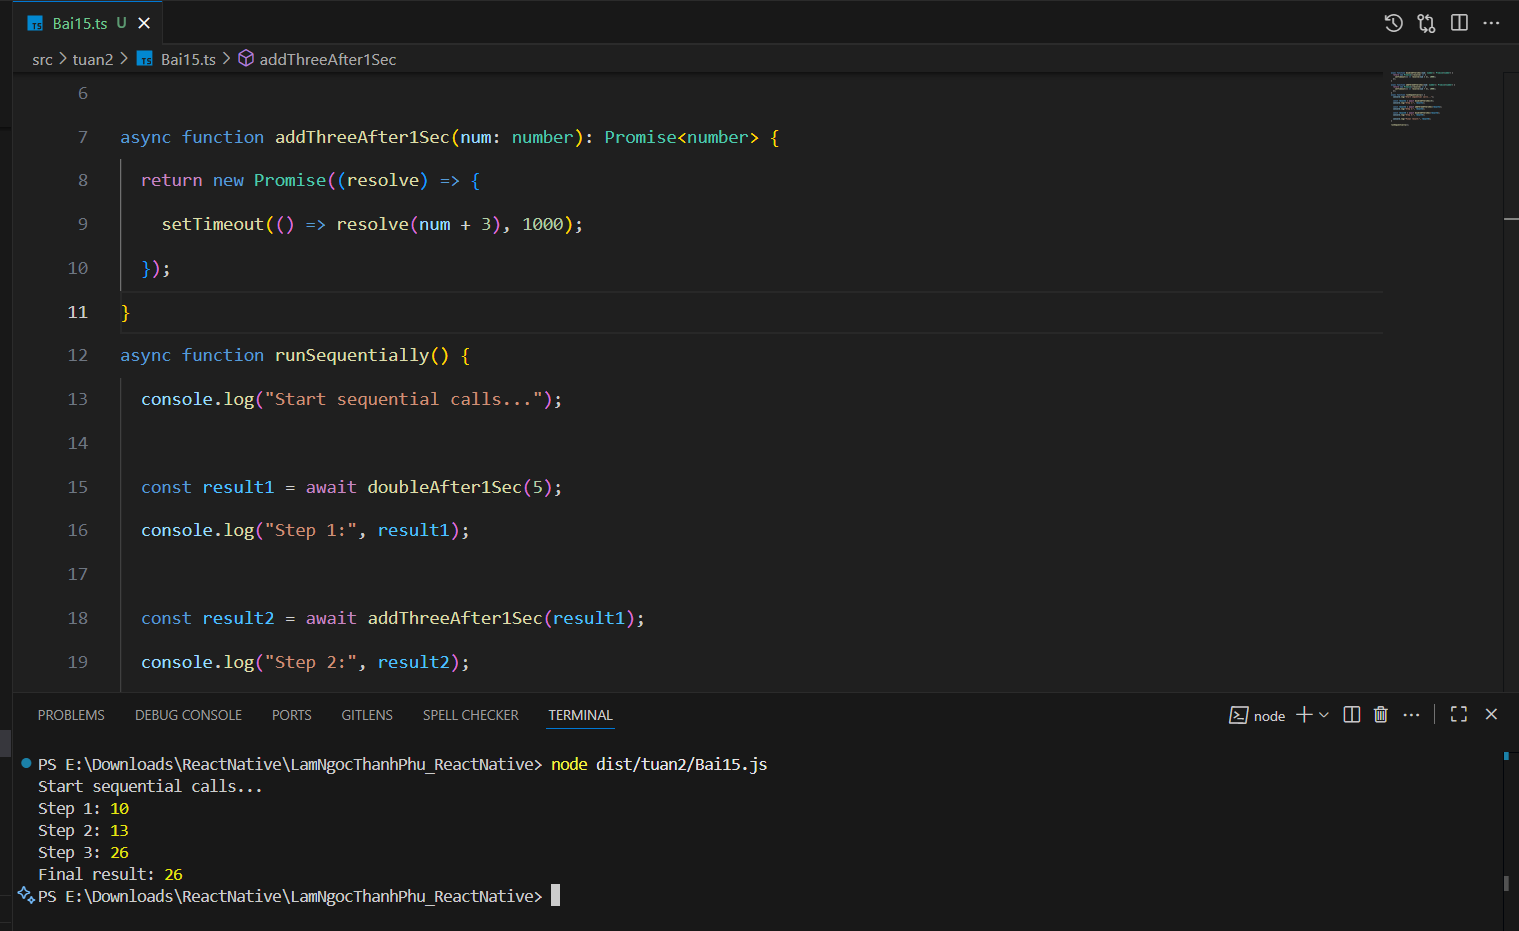 TS Bai15.ts U
src > tuan2 > TS Bai15.ts > addThreeAfter1Sec
6
7 async function addThreeAfter1Sec(num: number): Promise<number> {
8 return new Promise((resolve) => {
9 setTimeout(() => resolve(num + 3), 1000);
10 });
11 }
12 async function runSequentially() {
13 console.log("Start sequential calls...");
14
15 const result1 = await doubleAfter1Sec(5);
16 console.log("Step 1:", result1);
17
18 const result2 = await addThreeAfter1Sec(result1);
19 console.log("Step 2:", result2);
PROBLEMS DEBUG CONSOLE PORTS GITLENS SPELL CHECKER TERMINAL node
PS E:\Downloads\ReactNative\LamNgocThanhPhu_ReactNative> node dist/tuan2/Bai15.js
Start sequential calls...
Step 1: 10
Step 2: 13
Step 3: 26
Final result: 26
PS E:\Downloads\ReactNative\LamNgocThanhPhu_ReactNative>